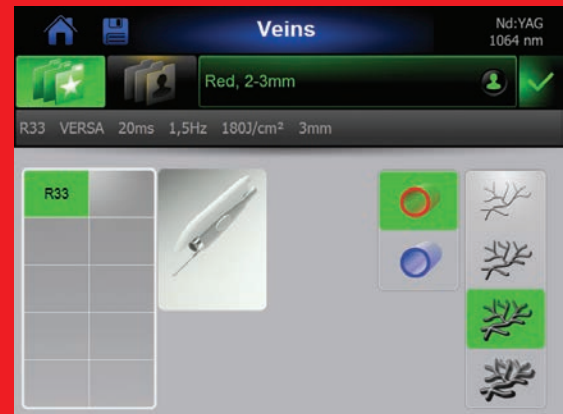 Veins
Nd:YAG
1064 nm
Red, 2-3mm
R33 VERSA 20ms 1,5Hz 180J/cm² 3mm
R33